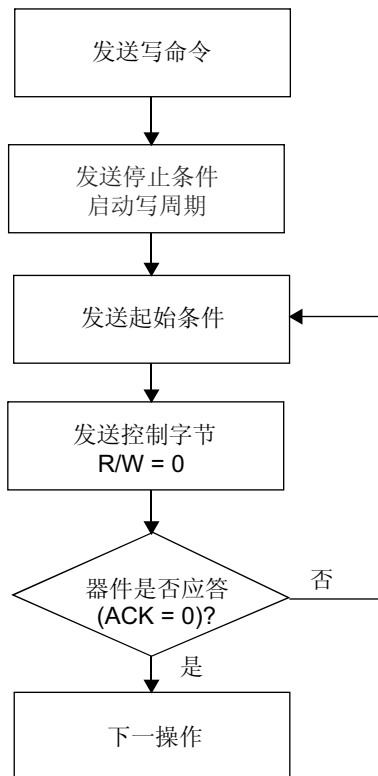 发送写命令
发送停止条件
启动写周期
发送起始条件
发送控制字节
R/W = 0
器件是否应答
(ACK = 0)?
否
是
下一操作